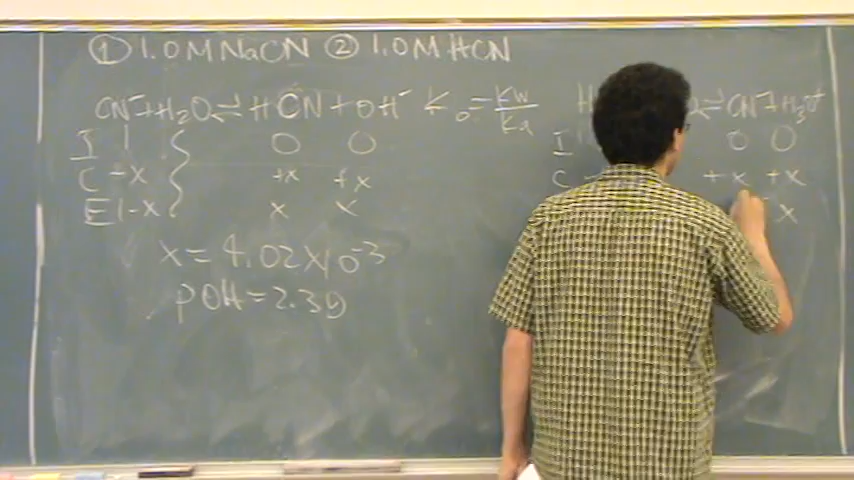 ① 1.0 M NaCN ② 1.0 M HCN
CN⁻ + H₂O ⇌ HCN + OH⁻ K = Kw/Ka
I 1 0 0
C -x +x +x
E 1-x x x
x = 4.02 x 10⁻³
pOH = 2.39
H ⇌ CN⁻ + H₃O⁺
I 0 0
C +x +x
x